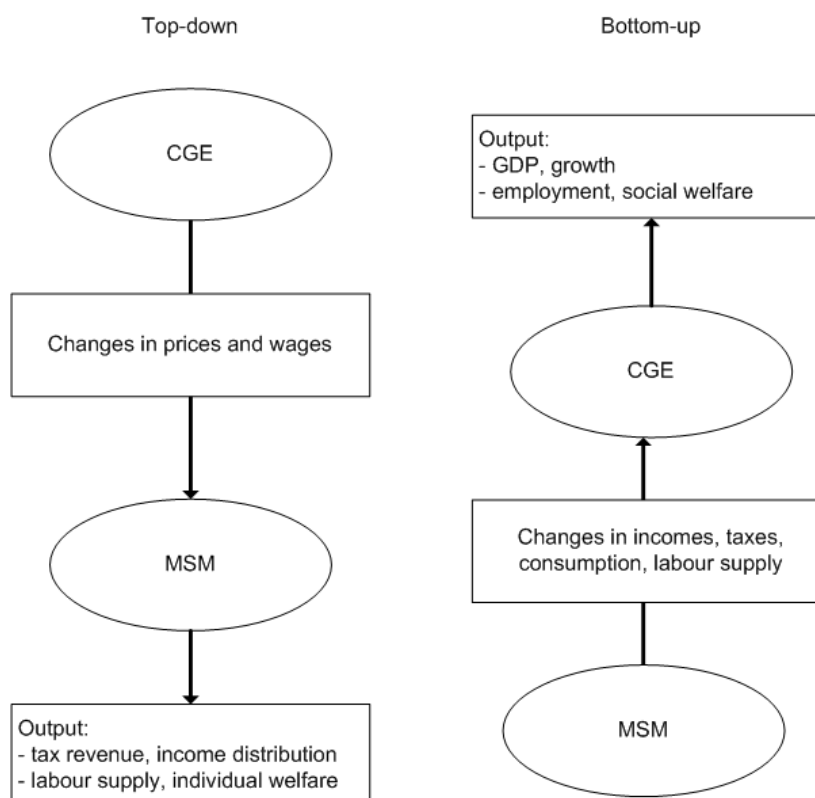 Top-down
CGE
Changes in prices and wages
MSM
Output:
- tax revenue, income distribution
- labour supply, individual welfare
Bottom-up
Output:
- GDP, growth
- employment, social welfare
CGE
Changes in incomes, taxes,
consumption, labour supply
MSM